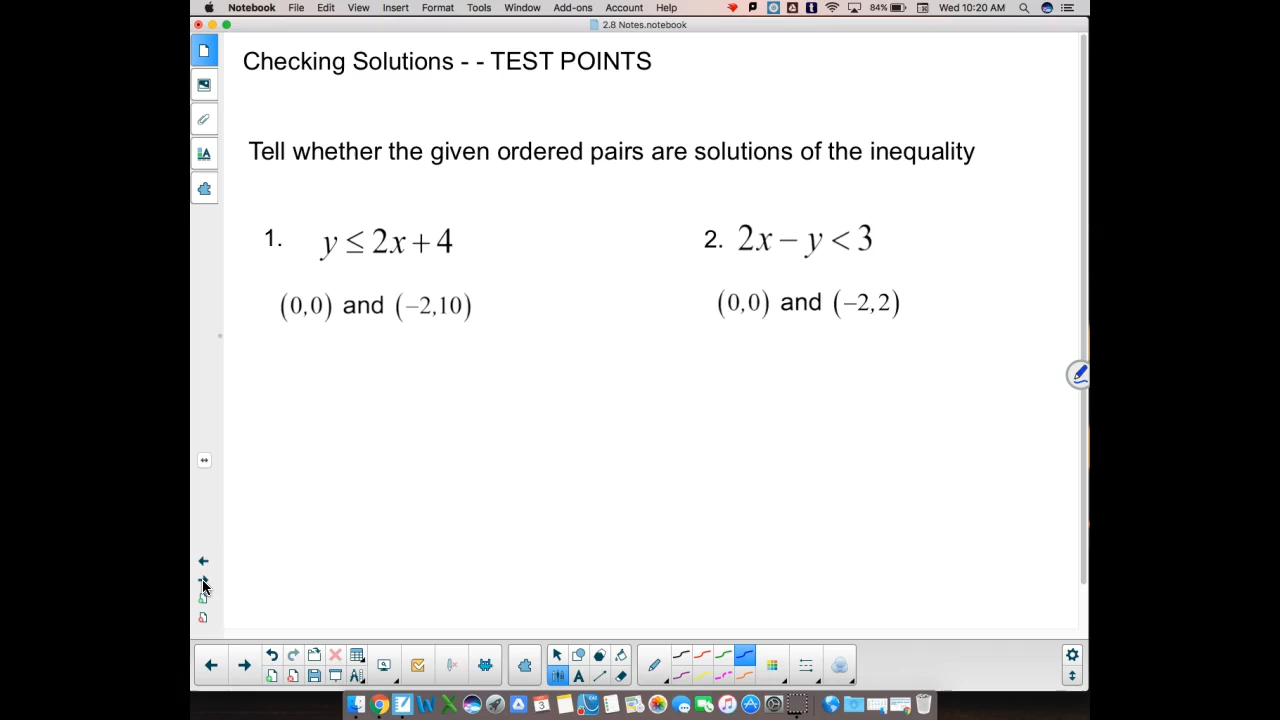 Notebook File Edit View Insert Format Tools Window Add-ons Account Help 84% Wed 10:20 AM
2.8 Notes.notebook
Checking Solutions - - TEST POINTS
Tell whether the given ordered pairs are solutions of the inequality
1. y ≤ 2x + 4
2. 2x − y < 3
(0,0) and (−2,10)
(0,0) and (−2,2)